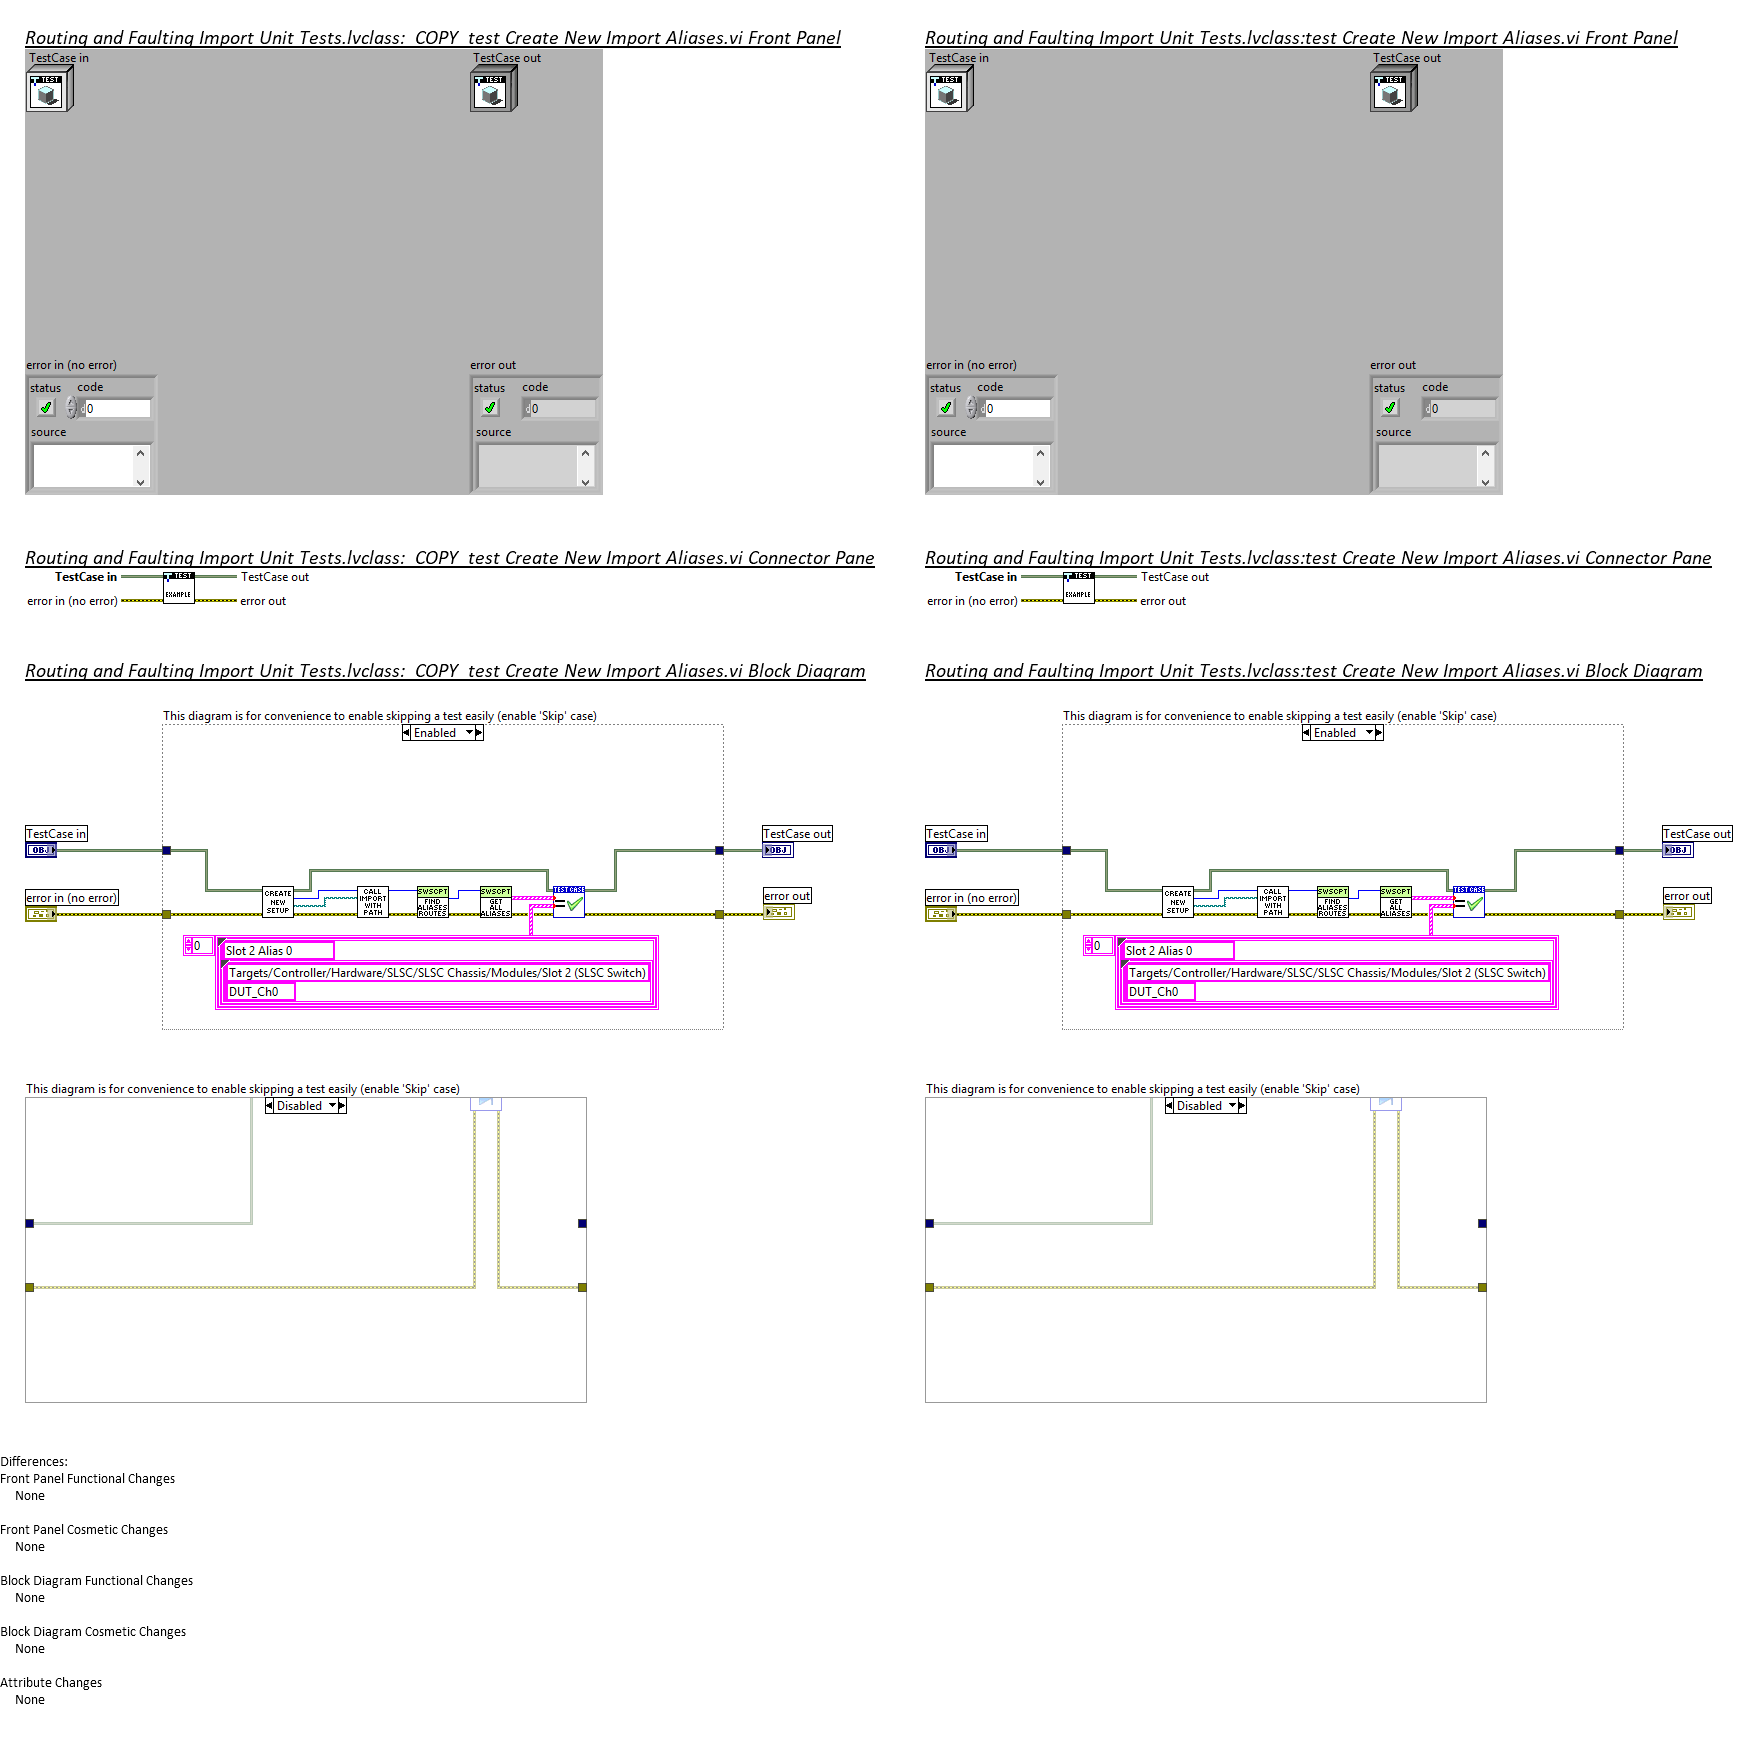 Routing and Faulting Import Unit Tests.lvclass:_COPY_test Create New Import Aliases.vi Front Panel
Routing and Faulting Import Unit Tests.lvclass:test Create New Import Aliases.vi Front Panel
TestCase in
TestCase out
TestCase in
TestCase out
TEST
TEST
TEST
TEST
error in (no error)
error out
error in (no error)
error out
status code
status code
status code
status code
d 0
d 0
d 0
d 0
source
source
source
source
Routing and Faulting Import Unit Tests.lvclass:_COPY_test Create New Import Aliases.vi Connector Pane
Routing and Faulting Import Unit Tests.lvclass:test Create New Import Aliases.vi Connector Pane
TestCase in
TEST
TestCase out
TestCase in
TEST
TestCase out
error in (no error)
EXAMPLE
error out
error in (no error)
EXAMPLE
error out
Routing and Faulting Import Unit Tests.lvclass:_COPY_test Create New Import Aliases.vi Block Diagram
Routing and Faulting Import Unit Tests.lvclass:test Create New Import Aliases.vi Block Diagram
This diagram is for convenience to enable skipping a test easily (enable 'Skip' case)
This diagram is for convenience to enable skipping a test easily (enable 'Skip' case)
Enabled
Enabled
TestCase in
TestCase out
TestCase in
TestCase out
OBJ
OBJ
OBJ
OBJ
error in (no error)
CREATE
NEW
SETUP
CALL
IMPORT
WITH
PATH
SWSCPT
FIND
ALIASES
ROUTES
SWSCPT
GET
ALL
ALIASES
TEST CASE
error out
error in (no error)
CREATE
NEW
SETUP
CALL
IMPORT
WITH
PATH
SWSCPT
FIND
ALIASES
ROUTES
SWSCPT
GET
ALL
ALIASES
TEST CASE
error out
0
Slot 2 Alias 0
Targets/Controller/Hardware/SLSC/SLSC Chassis/Modules/Slot 2 (SLSC Switch)
DUT_Ch0
0
Slot 2 Alias 0
Targets/Controller/Hardware/SLSC/SLSC Chassis/Modules/Slot 2 (SLSC Switch)
DUT_Ch0
This diagram is for convenience to enable skipping a test easily (enable 'Skip' case)
This diagram is for convenience to enable skipping a test easily (enable 'Skip' case)
Disabled
Disabled
Differences:
Front Panel Functional Changes
None
Front Panel Cosmetic Changes
None
Block Diagram Functional Changes
None
Block Diagram Cosmetic Changes
None
Attribute Changes
None